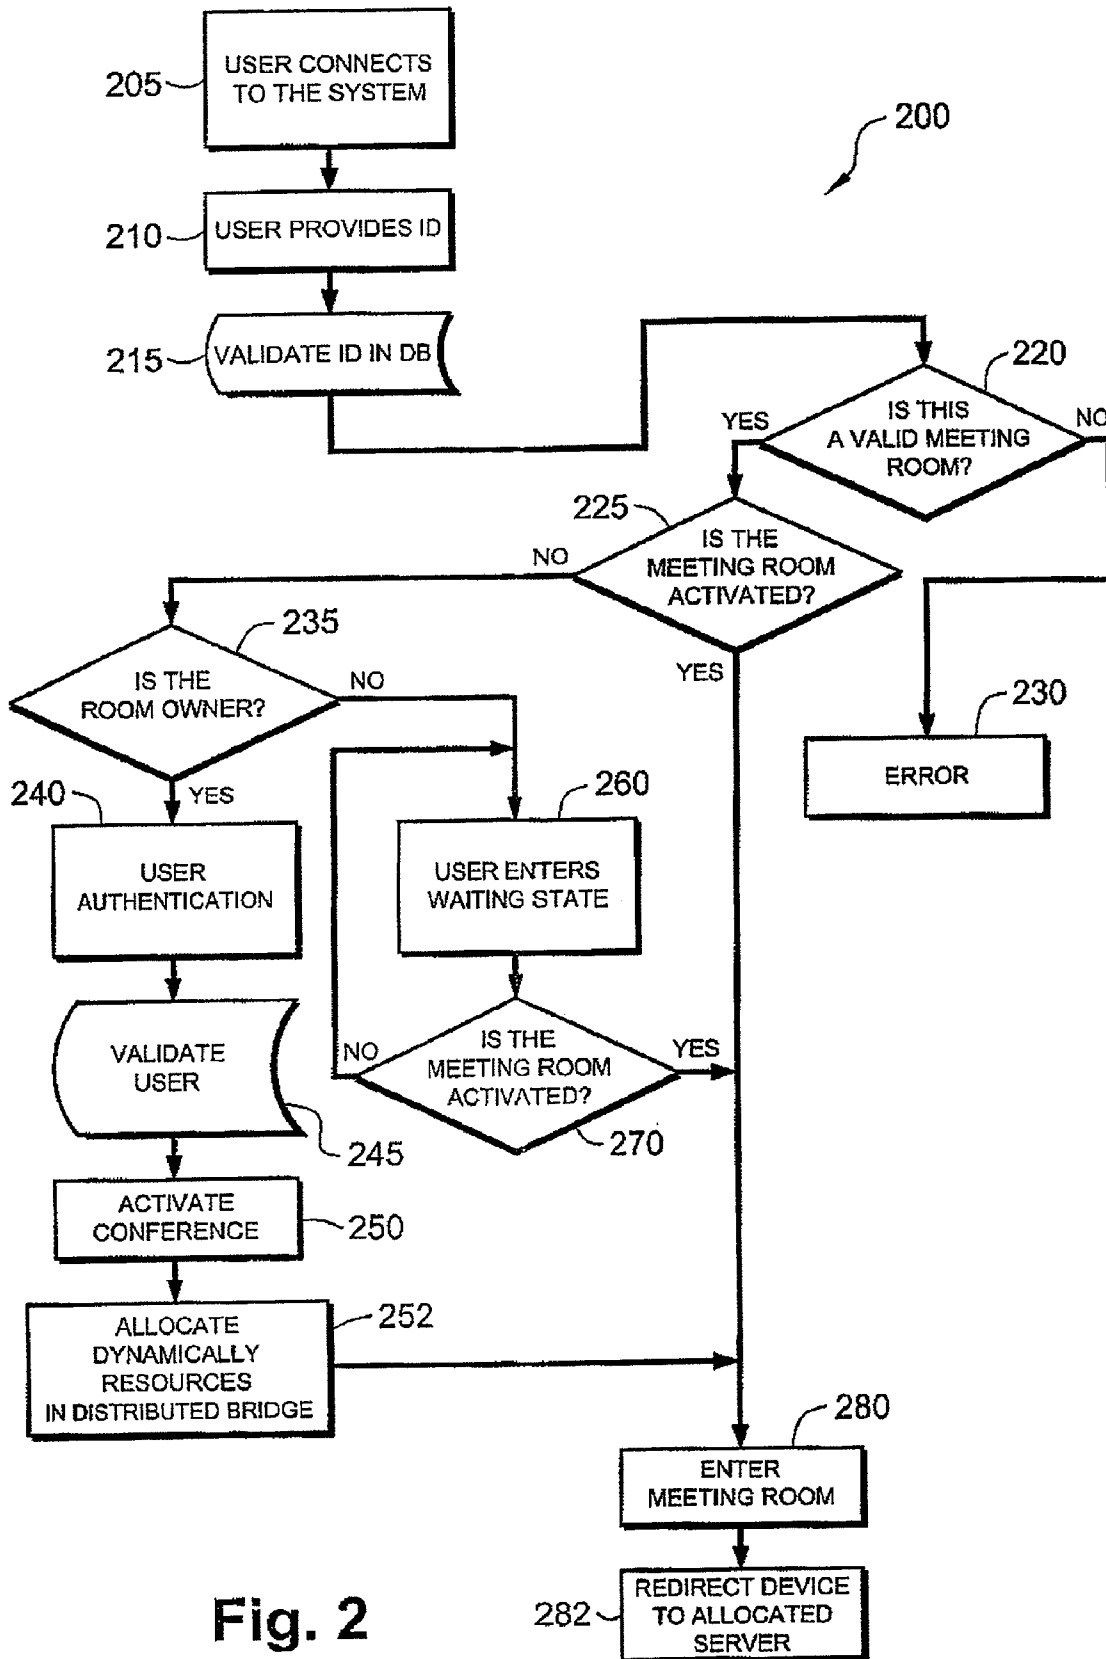 205
USER CONNECTS
TO THE SYSTEM
200
210
USER PROVIDES ID
215
VALIDATE ID IN DB
220
YES
IS THIS
A VALID MEETING
ROOM?
NO
225
NO
IS THE
MEETING ROOM
ACTIVATED?
YES
235
IS THE
ROOM OWNER?
NO
YES
230
ERROR
240
USER
AUTHENTICATION
260
USER ENTERS
WAITING STATE
VALIDATE
USER
245
NO
IS THE
MEETING ROOM
ACTIVATED?
YES
270
ACTIVATE
CONFERENCE
250
ALLOCATE
DYNAMICALLY
RESOURCES
IN DISTRIBUTED BRIDGE
252
280
ENTER
MEETING ROOM
282
REDIRECT DEVICE
TO ALLOCATED
SERVER
Fig. 2